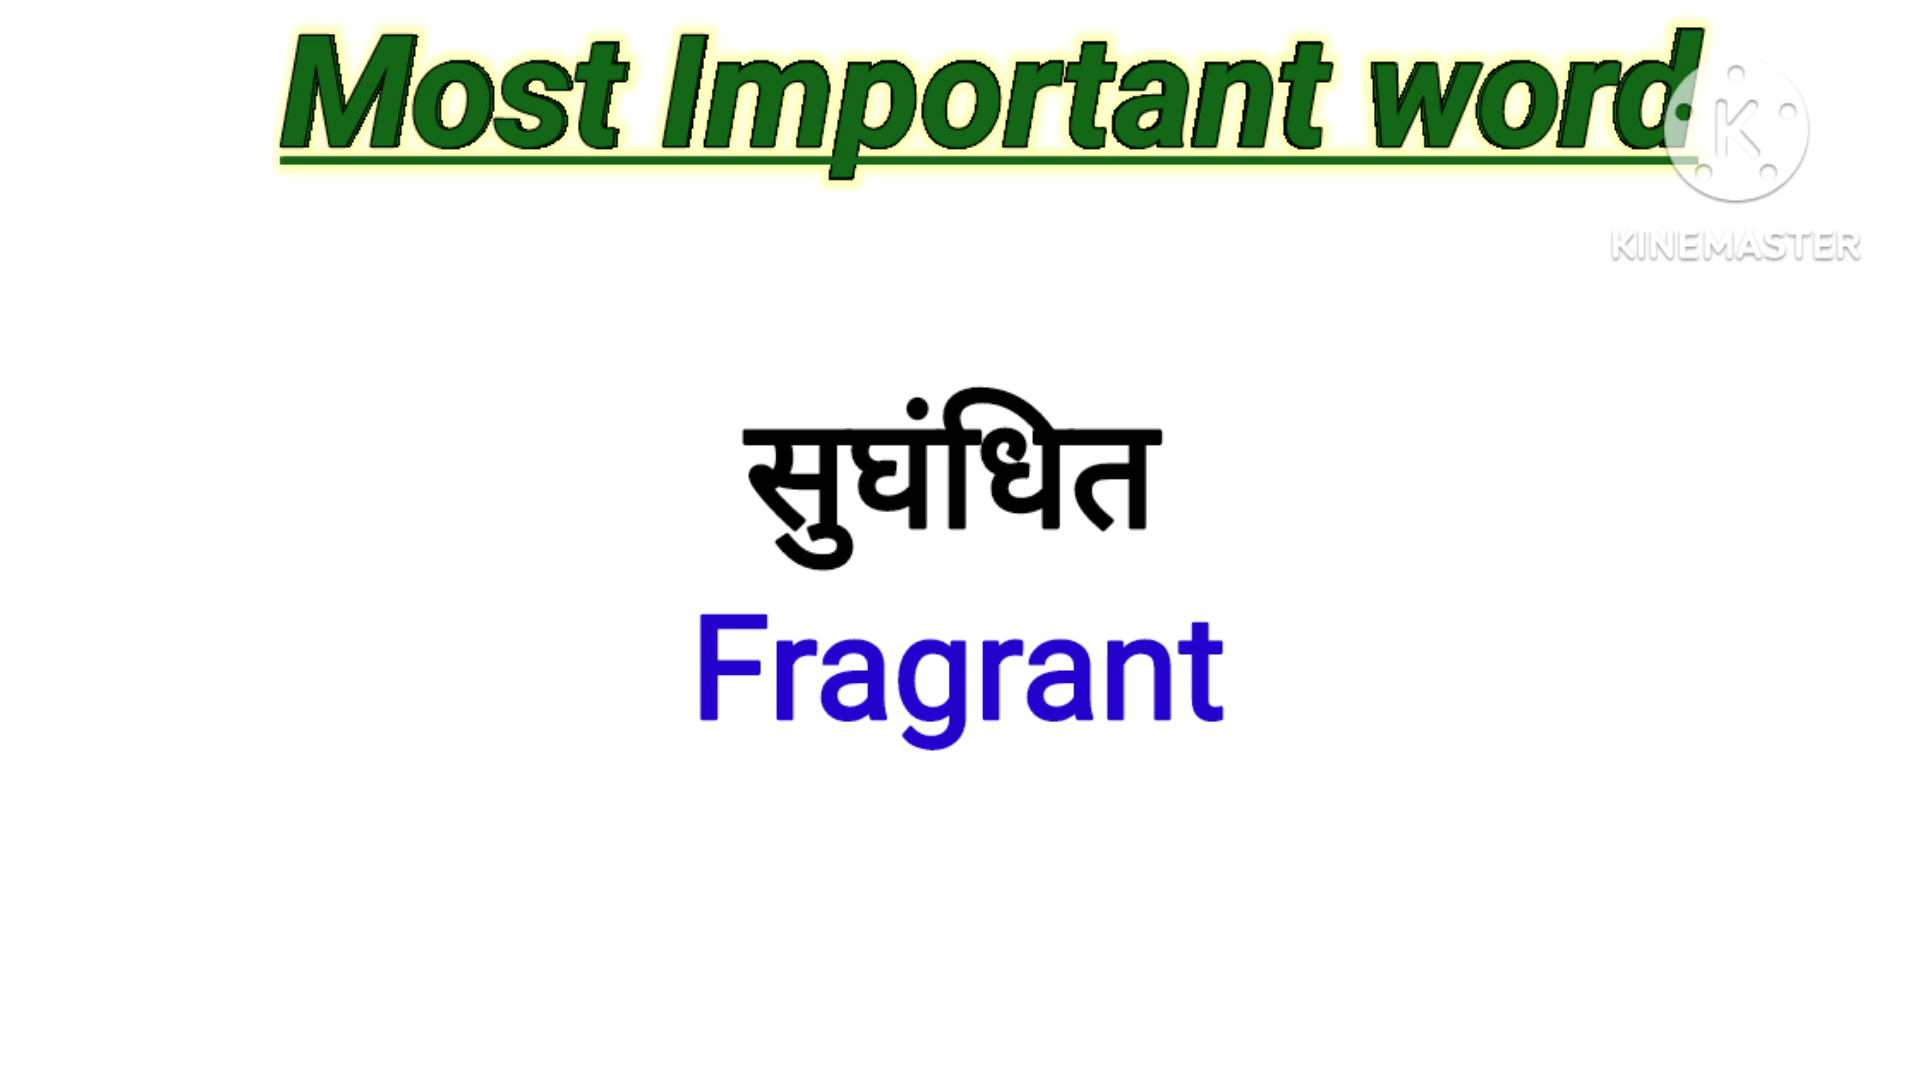 Most Important word
K
KINEMASTER
सुघंधित
Fragrant